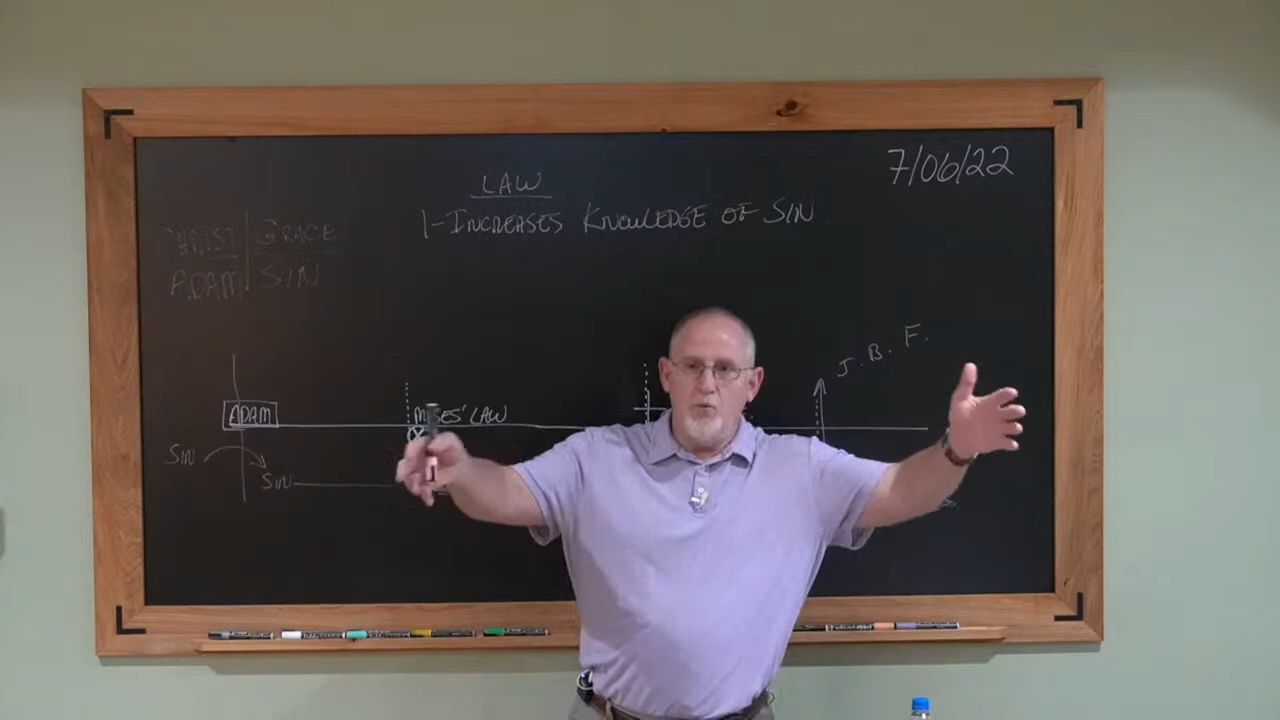 7/06/22
LAW
1-INCREASES KNOWLEDGE OF SIN
CHRIST GRACE
ADAM SIN
J. B. F.
ADAM
MOSES' LAW
SIN
SIN